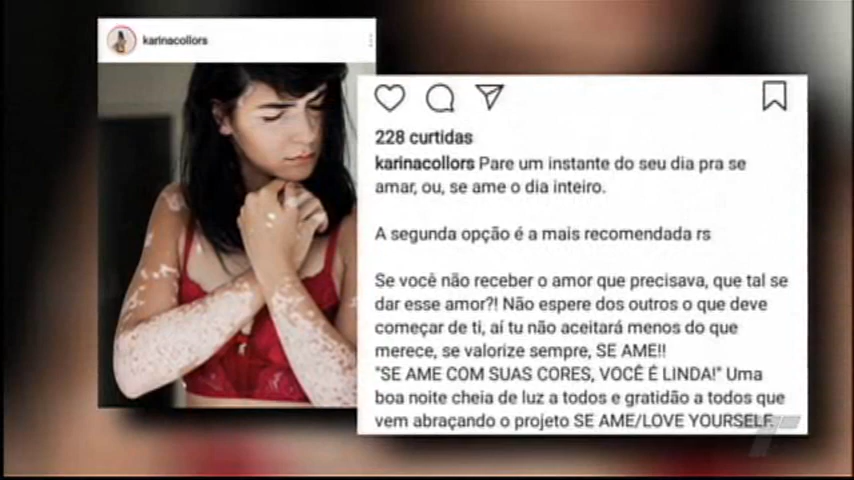 karinacollors
228 curtidas
karinacollors Pare um instante do seu dia pra se
amar, ou, se ame o dia inteiro.
A segunda opção é a mais recomendada rs
Se você não receber o amor que precisava, que tal se
dar esse amor?! Não espere dos outros o que deve
começar de ti, aí tu não aceitará menos do que
merece, se valorize sempre, SE AME!!
"SE AME COM SUAS CORES, VOCÊ É LINDA!" Uma
boa noite cheia de luz a todos e gratidão a todos que
vem abraçando o projeto SE AME/LOVE YOURSELF.